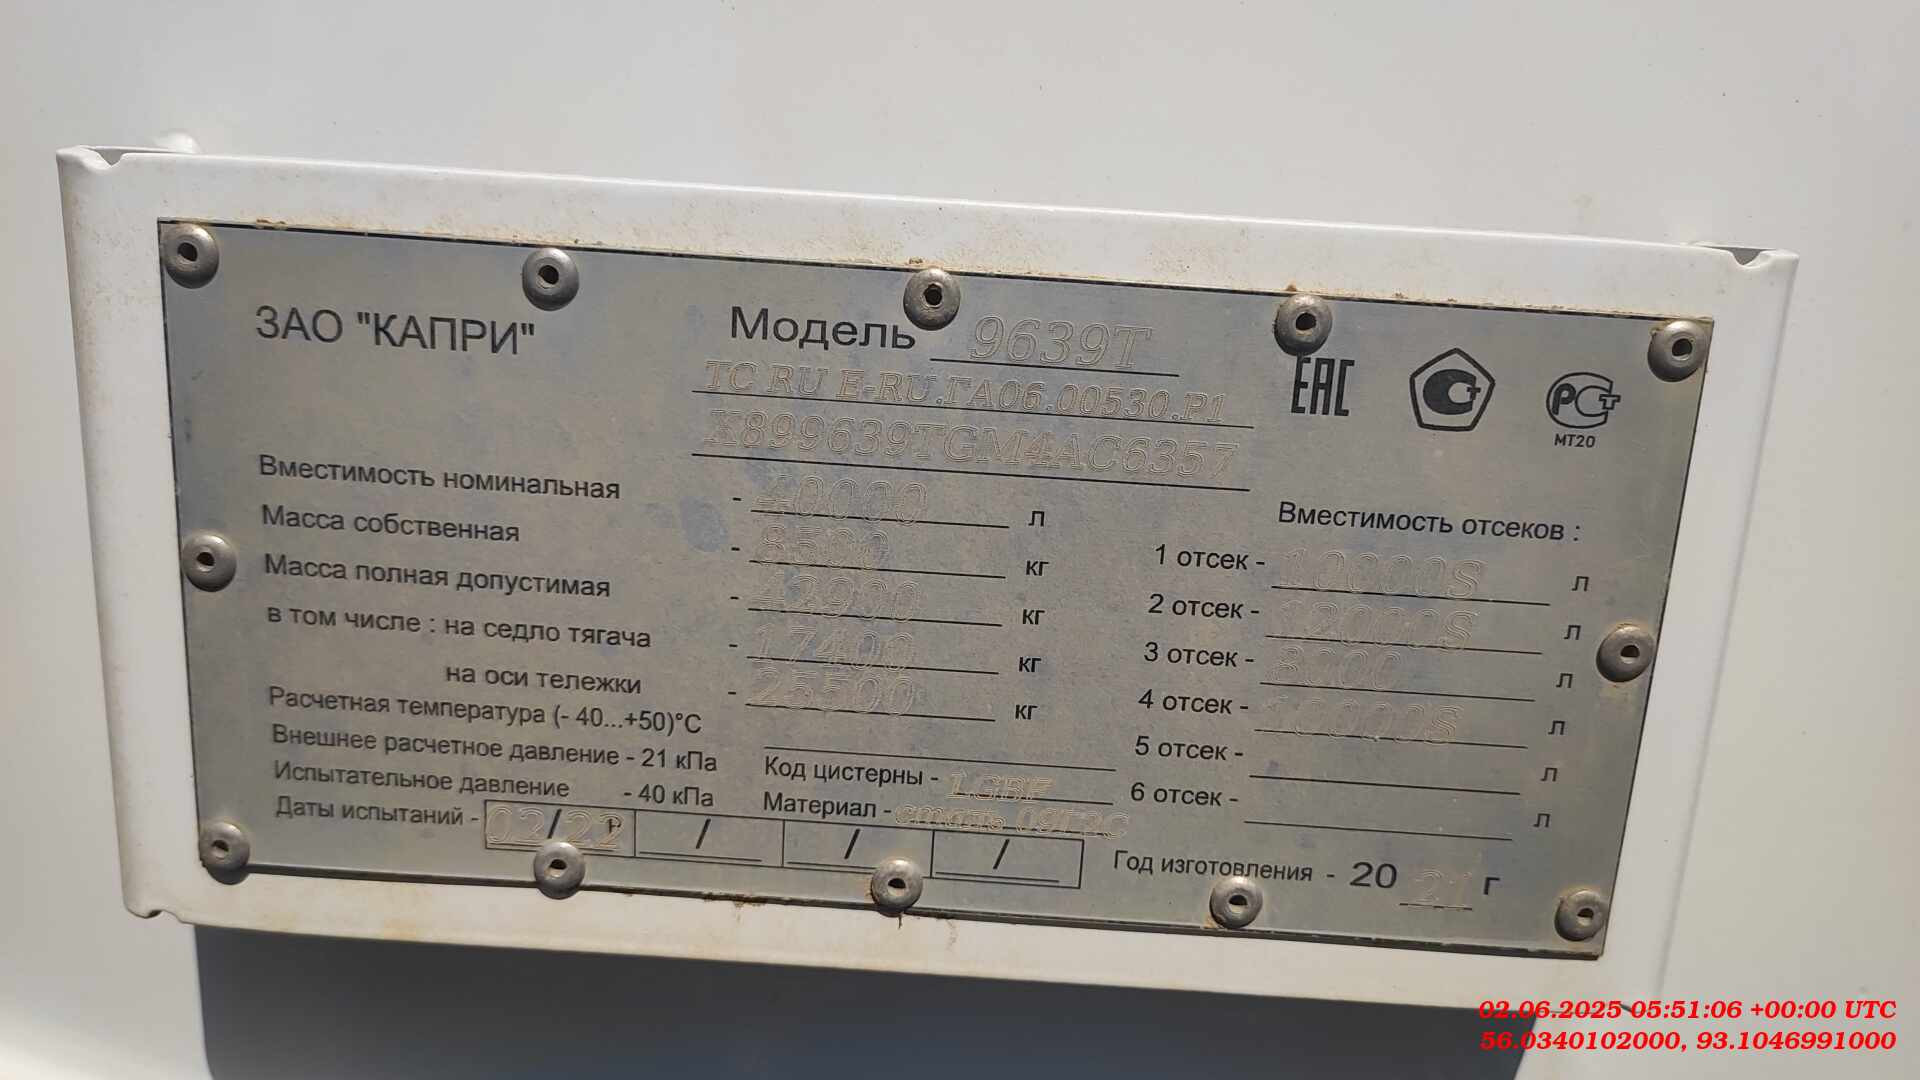 ЗАО "КАПРИ"
Модель 9639Т
ТС RU E-RU.ГА06.00530.Р1
X899639TGM4AC6357
ЕАС
РСТ
МТ20
Вместимость номинальная - 40000 л
Масса собственная - 8500 кг
Масса полная допустимая - 42900 кг
в том числе : на седло тягача - 17400 кг
на оси тележки - 25500 кг
Расчетная температура (- 40...+50)°С
Внешнее расчетное давление - 21 кПа
Испытательное давление - 40 кПа
Даты испытаний - 02/22 Р / / /
Код цистерны - LGBF
Материал - сталь 09Г2С
Вместимость отсеков :
1 отсек - 10000S л
2 отсек - 12000S л
3 отсек - 8000 л
4 отсек - 10000S л
5 отсек - л
6 отсек - л
Год изготовления - 20 21 г
02.06.2025 05:51:06 +00:00 UTC
56.0340102000, 93.1046991000